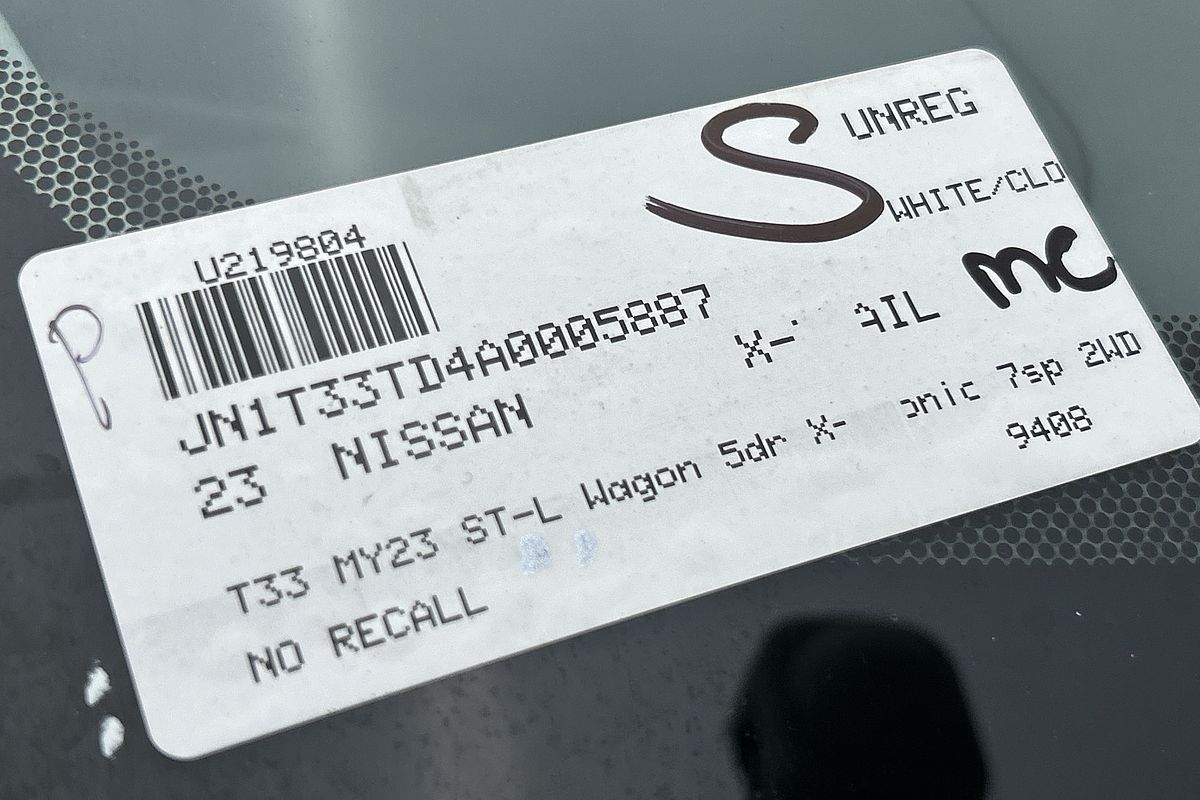 S UNREG
WHITE/CLO
U219804
MC
P
JN1T33TD4A0005887
23 NISSAN X- AIL
T33 MY23 ST-L Wagon 5dr X- onic 7sp 2WD
NO RECALL 9408